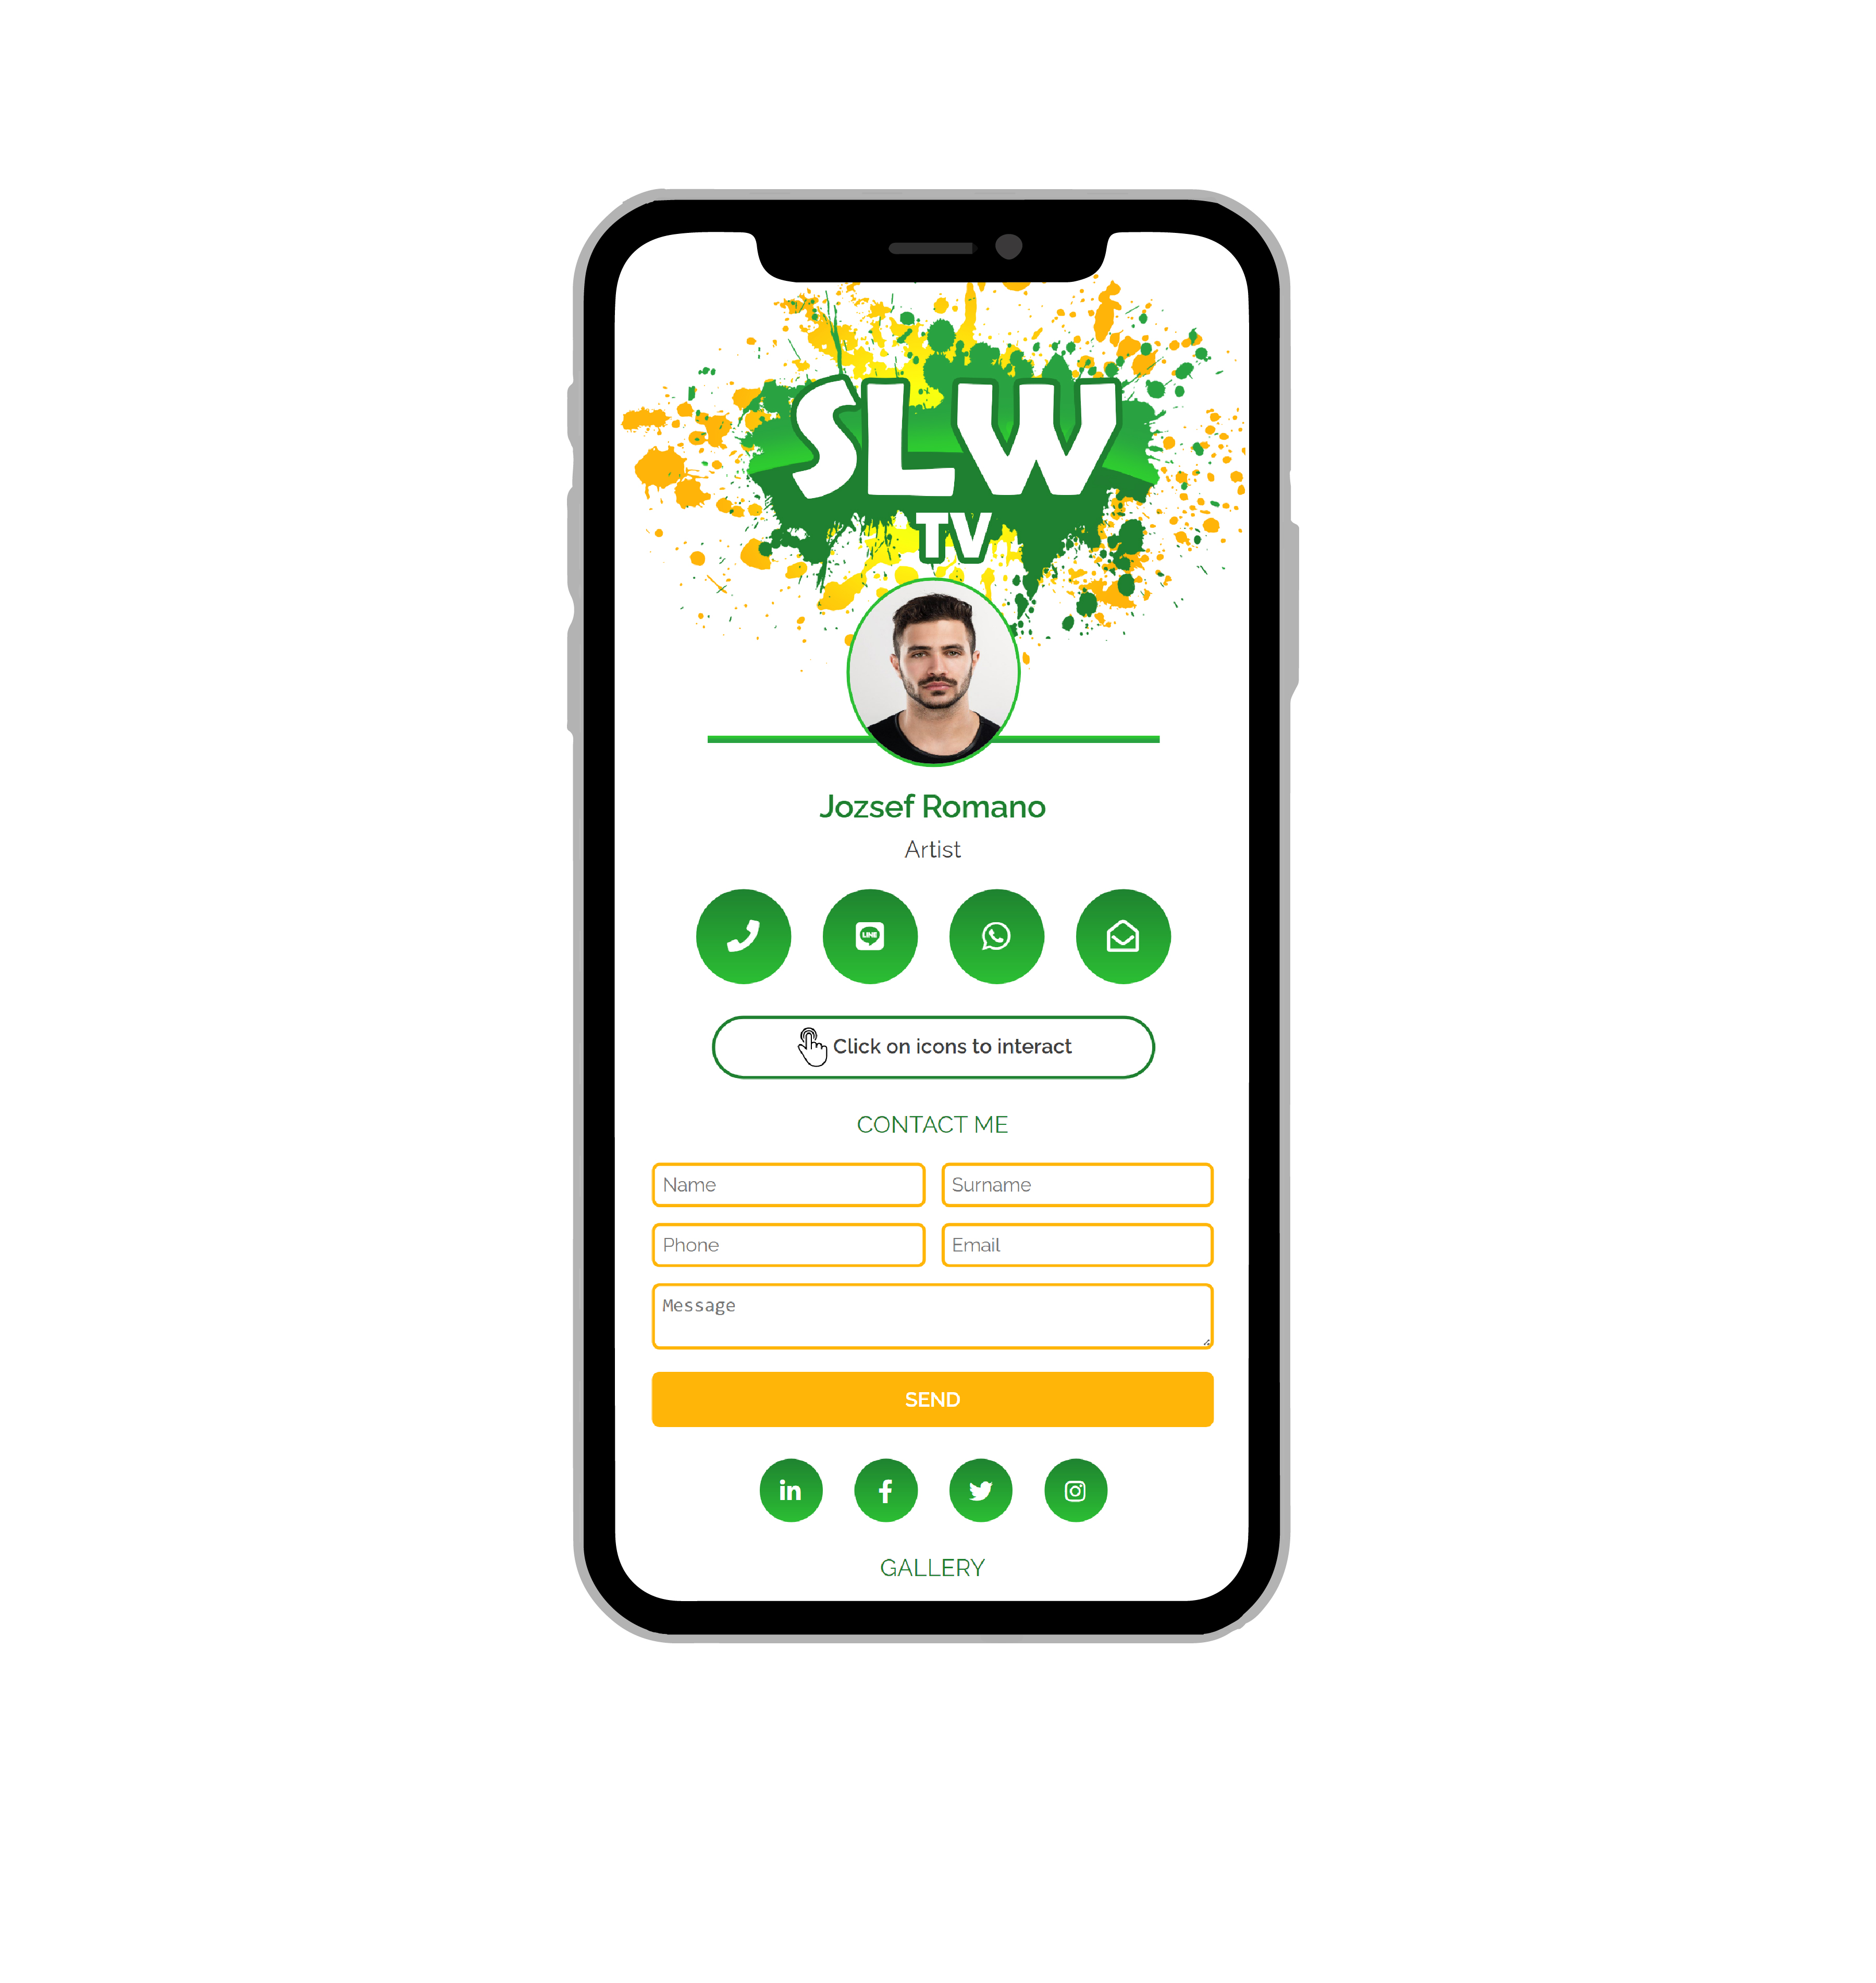 SLW
TV
Jozsef Romano
Artist
LINE
Click on icons to interact
CONTACT ME
Name
Surname
Phone
Email
Message
SEND
in
f
GALLERY